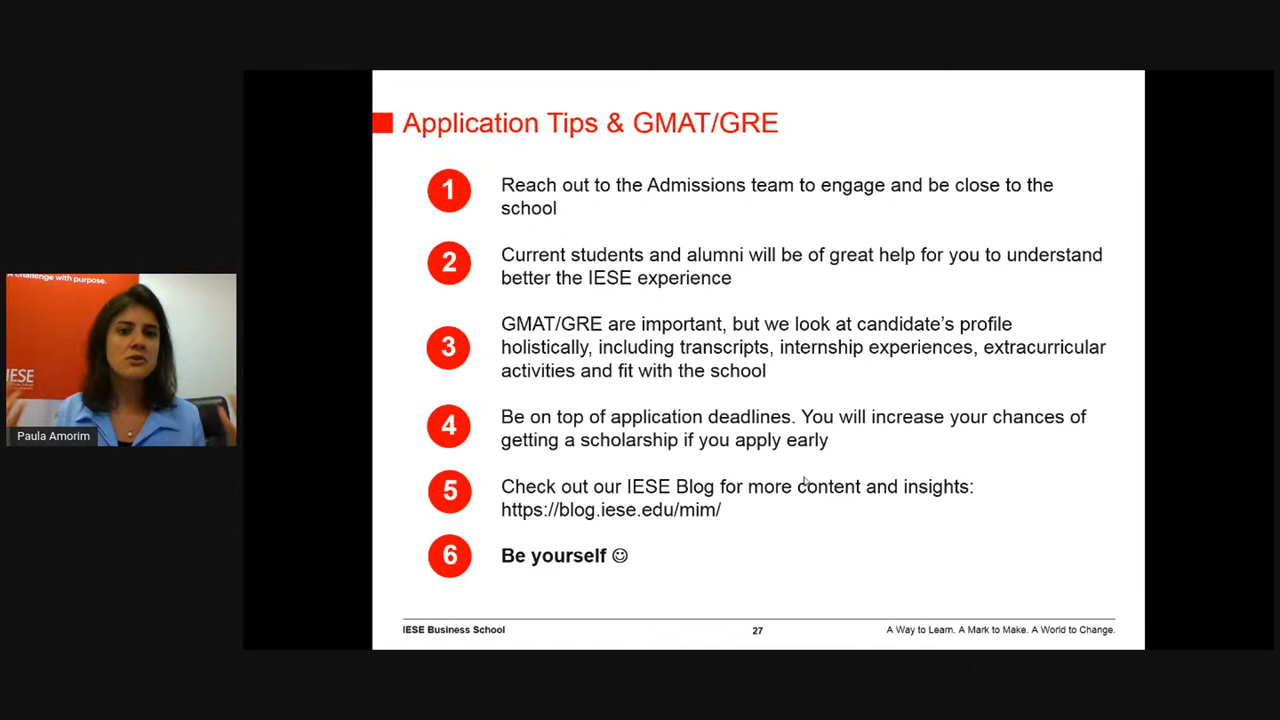 Application Tips & GMAT/GRE
1
Reach out to the Admissions team to engage and be close to the
school
2
Current students and alumni will be of great help for you to understand
better the IESE experience
3
GMAT/GRE are important, but we look at candidate's profile
holistically, including transcripts, internship experiences, extracurricular
activities and fit with the school
4
Be on top of application deadlines. You will increase your chances of
getting a scholarship if you apply early
5
Check out our IESE Blog for more content and insights:
https://blog.iese.edu/mim/
6
Be yourself ☺
IESE Business School
27
A Way to Learn. A Mark to Make. A World to Change.
challenge with purpose.
IESE
Paula Amorim